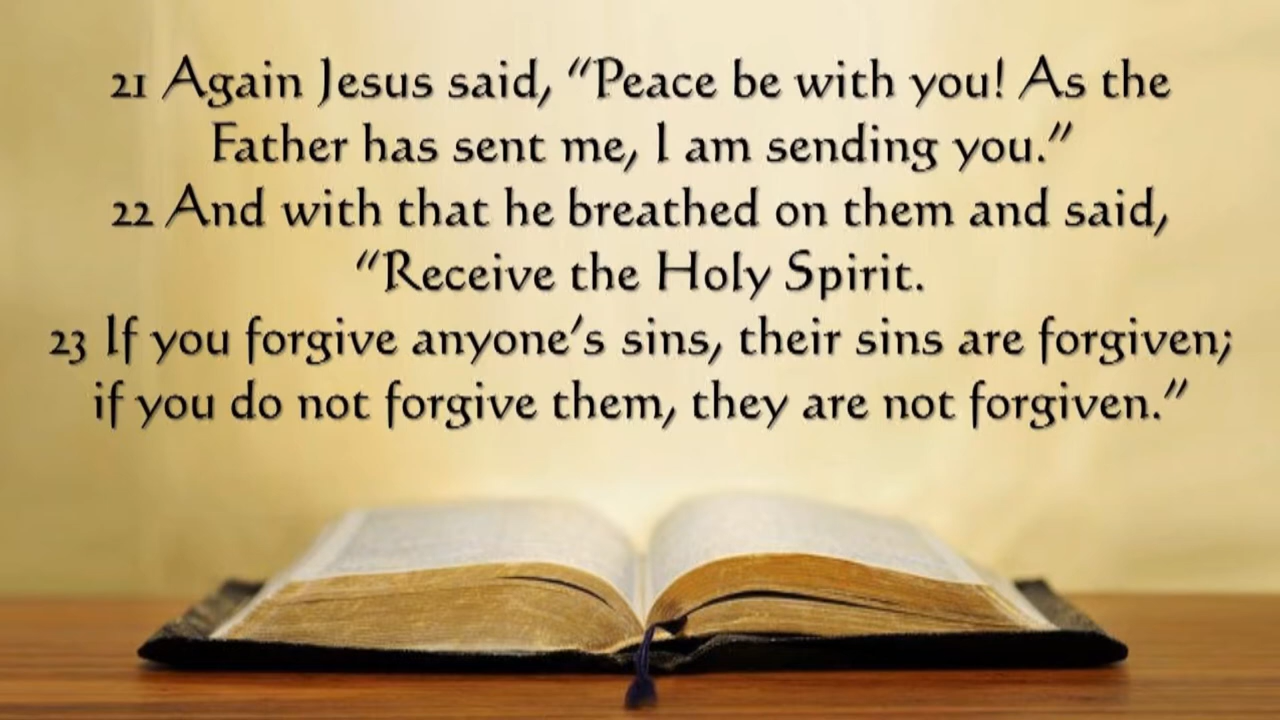 21 Again Jesus said, “Peace be with you! As the
Father has sent me, I am sending you.”
22 And with that he breathed on them and said,
“Receive the Holy Spirit.
23 If you forgive anyone’s sins, their sins are forgiven;
if you do not forgive them, they are not forgiven.”